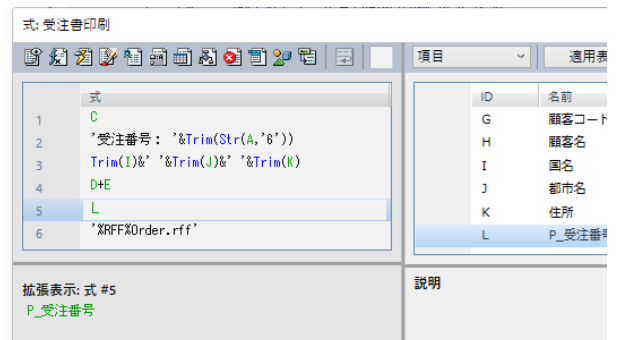 式: 受注書印刷
項目
適用表
式
1 C
2 '受注番号： '&Trim(Str(A,'6'))
3 Trim(I)&' '&Trim(J)&' '&Trim(K)
4 D+E
5 L
6 '%RFF%Order.rff'
ID 名前
G 顧客コード
H 顧客名
I 国名
J 都市名
K 住所
L P_受注番号
拡張表示: 式 #5
P_受注番号
説明